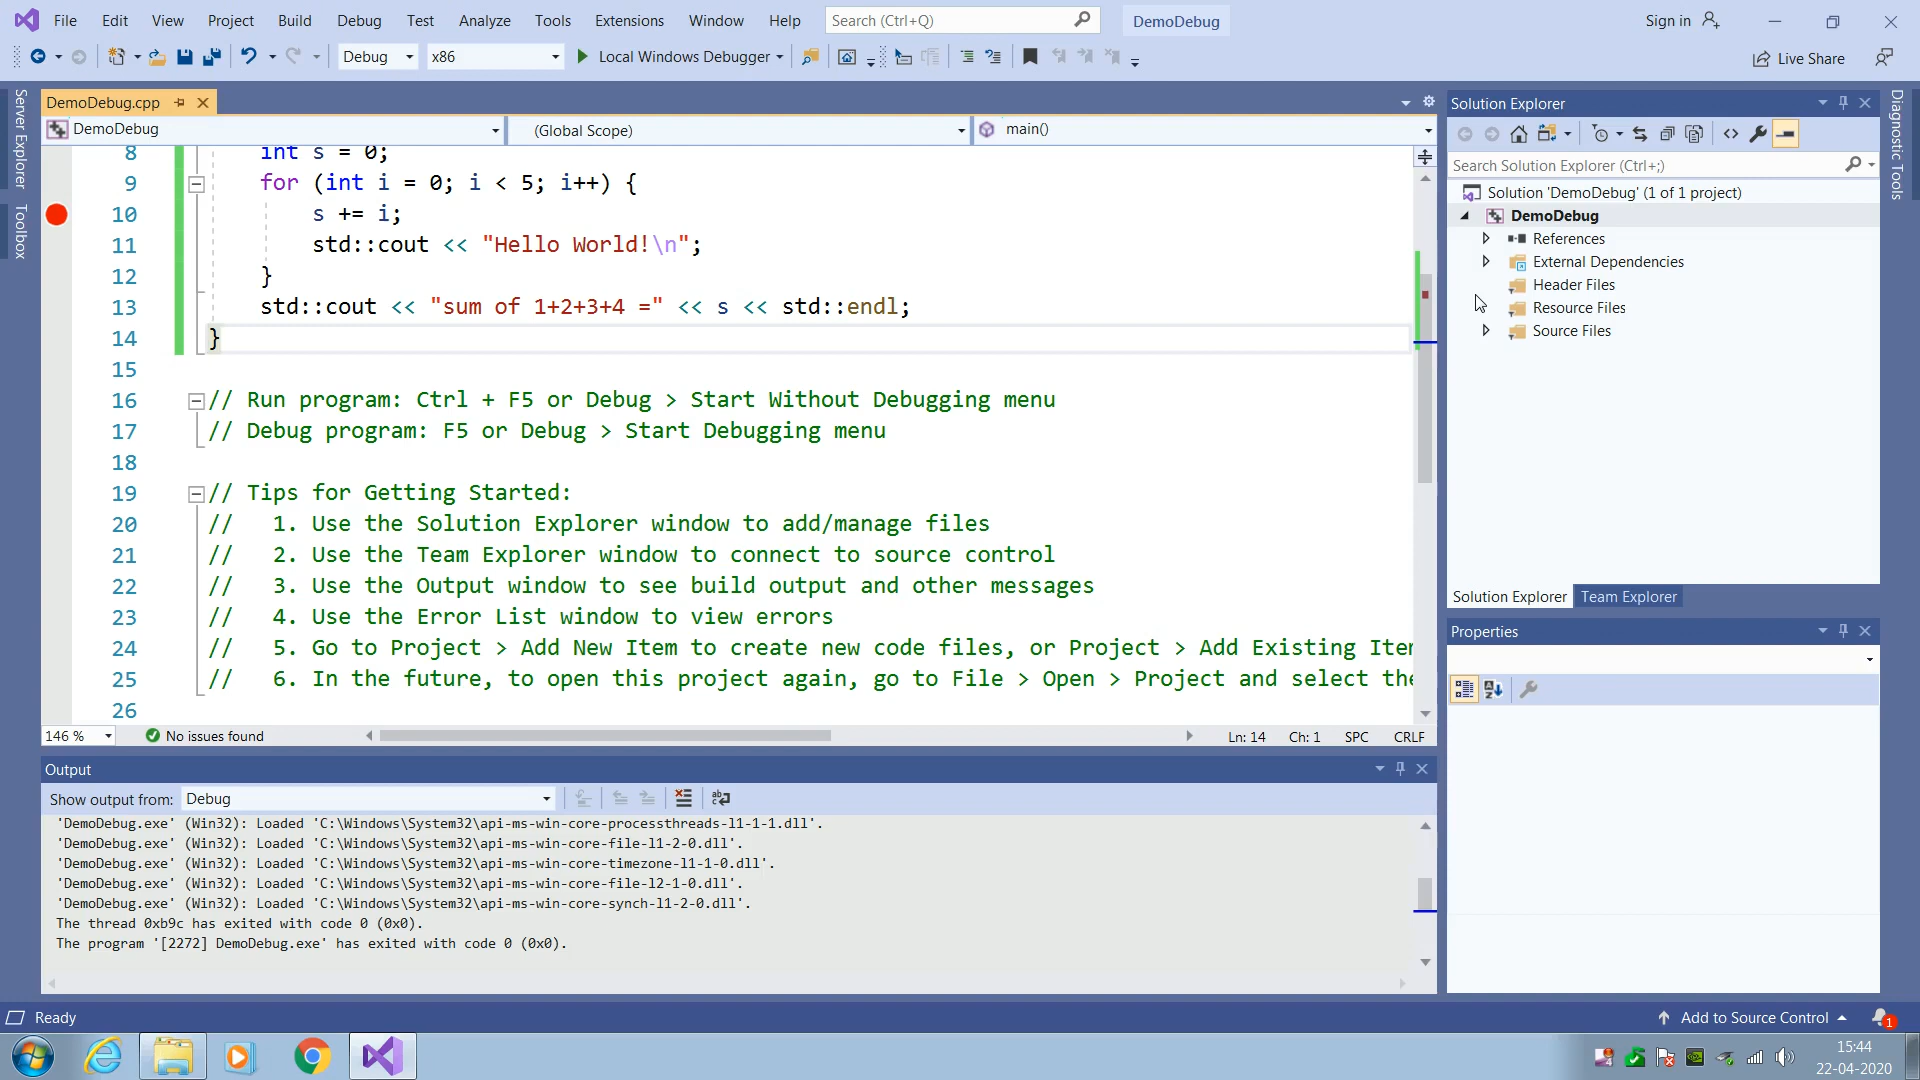 File Edit View Project Build Debug Test Analyze Tools Extensions Window Help Search (Ctrl+Q) DemoDebug Sign in
Debug x86 Local Windows Debugger Live Share
Server Explorer
Toolbox
DemoDebug.cpp
DemoDebug (Global Scope) main()
8 int s = 0;
9 for (int i = 0; i < 5; i++) {
10 s += i;
11 std::cout << "Hello World!\n";
12 }
13 std::cout << "sum of 1+2+3+4 =" << s << std::endl;
14 }
15
16 // Run program: Ctrl + F5 or Debug > Start Without Debugging menu
17 // Debug program: F5 or Debug > Start Debugging menu
18
19 // Tips for Getting Started:
20 // 1. Use the Solution Explorer window to add/manage files
21 // 2. Use the Team Explorer window to connect to source control
22 // 3. Use the Output window to see build output and other messages
23 // 4. Use the Error List window to view errors
24 // 5. Go to Project > Add New Item to create new code files, or Project > Add Existing Iter
25 // 6. In the future, to open this project again, go to File > Open > Project and select the
26
146 % No issues found Ln: 14 Ch: 1 SPC CRLF
Output
Show output from: Debug
'DemoDebug.exe' (Win32): Loaded 'C:\Windows\System32\api-ms-win-core-processthreads-l1-1-1.dll'.
'DemoDebug.exe' (Win32): Loaded 'C:\Windows\System32\api-ms-win-core-file-l1-2-0.dll'.
'DemoDebug.exe' (Win32): Loaded 'C:\Windows\System32\api-ms-win-core-timezone-l1-1-0.dll'.
'DemoDebug.exe' (Win32): Loaded 'C:\Windows\System32\api-ms-win-core-file-l2-1-0.dll'.
'DemoDebug.exe' (Win32): Loaded 'C:\Windows\System32\api-ms-win-core-synch-l1-2-0.dll'.
The thread 0xb9c has exited with code 0 (0x0).
The program '[2272] DemoDebug.exe' has exited with code 0 (0x0).
Solution Explorer
Search Solution Explorer (Ctrl+;)
Solution 'DemoDebug' (1 of 1 project)
DemoDebug
References
External Dependencies
Header Files
Resource Files
Source Files
Solution Explorer Team Explorer
Properties
Diagnostic Tools
Ready Add to Source Control 1
15:44
22-04-2020